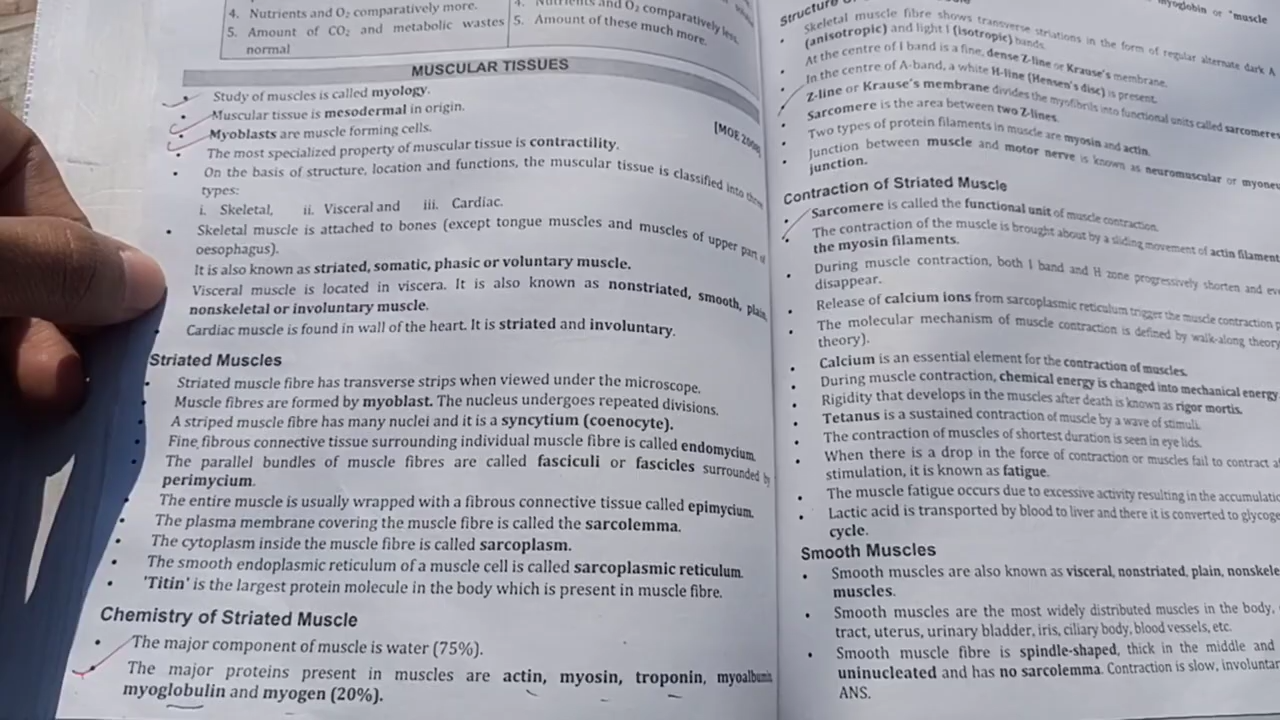 4. Nutrients and O₂ comparatively more.
5. Amount of CO₂ and metabolic wastes
normal
4. Nutrients and O₂ comparatively less.
5. Amount of these much more.
MUSCULAR TISSUES
Study of muscles is called myology.
Muscular tissue is mesodermal in origin.
Myoblasts are muscle forming cells.
[MOE
The most specialized property of muscular tissue is contractility.
• On the basis of structure, location and functions, the muscular tissue is classified into three
types:
i. Skeletal, ii. Visceral and iii. Cardiac.
• Skeletal muscle is attached to bones (except tongue muscles and muscles of upper part of
oesophagus).
It is also known as striated, somatic, phasic or voluntary muscle.
Visceral muscle is located in viscera. It is also known as nonstriated, smooth, plain,
nonskeletal or involuntary muscle.
Cardiac muscle is found in wall of the heart. It is striated and involuntary.
Striated Muscles
• Striated muscle fibre has transverse strips when viewed under the microscope.
• Muscle fibres are formed by myoblast. The nucleus undergoes repeated divisions.
• A striped muscle fibre has many nuclei and it is a syncytium (coenocyte).
• Fine fibrous connective tissue surrounding individual muscle fibre is called endomycium.
• The parallel bundles of muscle fibres are called fasciculi or fascicles surrounded by
perimycium.
• The entire muscle is usually wrapped with a fibrous connective tissue called epimycium.
• The plasma membrane covering the muscle fibre is called the sarcolemma.
• The cytoplasm inside the muscle fibre is called sarcoplasm.
• The smooth endoplasmic reticulum of a muscle cell is called sarcoplasmic reticulum.
• 'Titin' is the largest protein molecule in the body which is present in muscle fibre.
Chemistry of Striated Muscle
• The major component of muscle is water (75%).
• The major proteins present in muscles are actin, myosin, troponin, myoalbumin,
myoglobulin and myogen (20%).
myoglobin or "muscle
Structure
• Skeletal muscle fibre shows transverse striations in the form of regular alternate dark A
(anisotropic) and light I (isotropic) bands.
• At the centre of I band is a fine, dense Z-line or Krause's membrane.
• In the centre of A-band, a white H-line (Hensen's disc) is present.
Z-line or Krause's membrane divides the myofibrils into functional units called sarcomeres
• Sarcomere is the area between two Z-lines.
• Two types of protein filaments in muscle are myosin and actin.
• Junction between muscle and motor nerve is known as neuromuscular or myoneu
junction.
Contraction of Striated Muscle
Sarcomere is called the functional unit of muscle contraction.
The contraction of the muscle is brought about by a sliding movement of actin filament
the myosin filaments.
• During muscle contraction, both I band and H zone progressively shorten and eve
disappear.
• Release of calcium ions from sarcoplasmic reticulum trigger the muscle contraction
• The molecular mechanism of muscle contraction is defined by walk-along theory
theory).
• Calcium is an essential element for the contraction of muscles.
• During muscle contraction, chemical energy is changed into mechanical energy
• Rigidity that develops in the muscles after death is known as rigor mortis.
• Tetanus is a sustained contraction of muscle by a wave of stimuli.
• The contraction of muscles of shortest duration is seen in eye lids.
• When there is a drop in the force of contraction or muscles fail to contract a
stimulation, it is known as fatigue.
• The muscle fatigue occurs due to excessive activity resulting in the accumulatio
• Lactic acid is transported by blood to liver and there it is converted to glycoge
cycle.
Smooth Muscles
• Smooth muscles are also known as visceral, nonstriated, plain, nonskele
muscles.
• Smooth muscles are the most widely distributed muscles in the body,
tract, uterus, urinary bladder, iris, ciliary body, blood vessels, etc.
• Smooth muscle fibre is spindle-shaped, thick in the middle and
uninucleated and has no sarcolemma. Contraction is slow, involuntar
ANS.